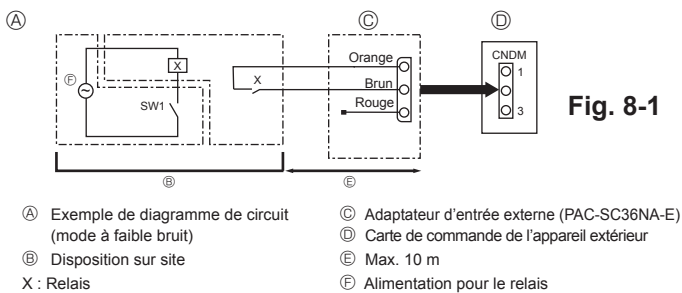 Ⓐ Ⓒ Ⓓ
CNDM
Orange
1
X
Ⓕ
X
Brun
SW1
Rouge
3
Fig. 8-1
Ⓑ Ⓔ
Ⓐ Exemple de diagramme de circuit
(mode à faible bruit)
Ⓑ Disposition sur site
X : Relais
Ⓒ Adaptateur d’entrée externe (PAC-SC36NA-E)
Ⓓ Carte de commande de l’appareil extérieur
Ⓔ Max. 10 m
Ⓕ Alimentation pour le relais